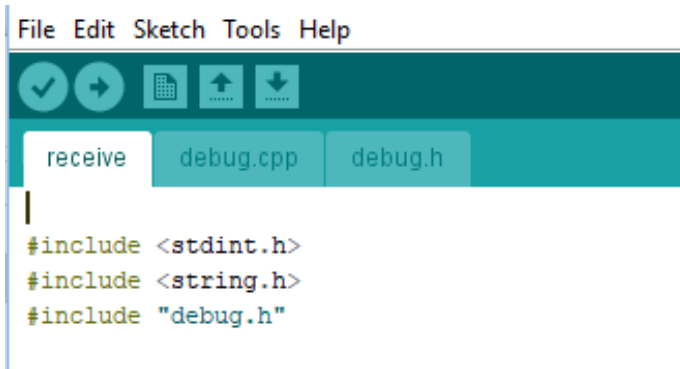 File Edit Sketch Tools Help
receive debug.cpp debug.h
#include <stdint.h>
#include <string.h>
#include "debug.h"